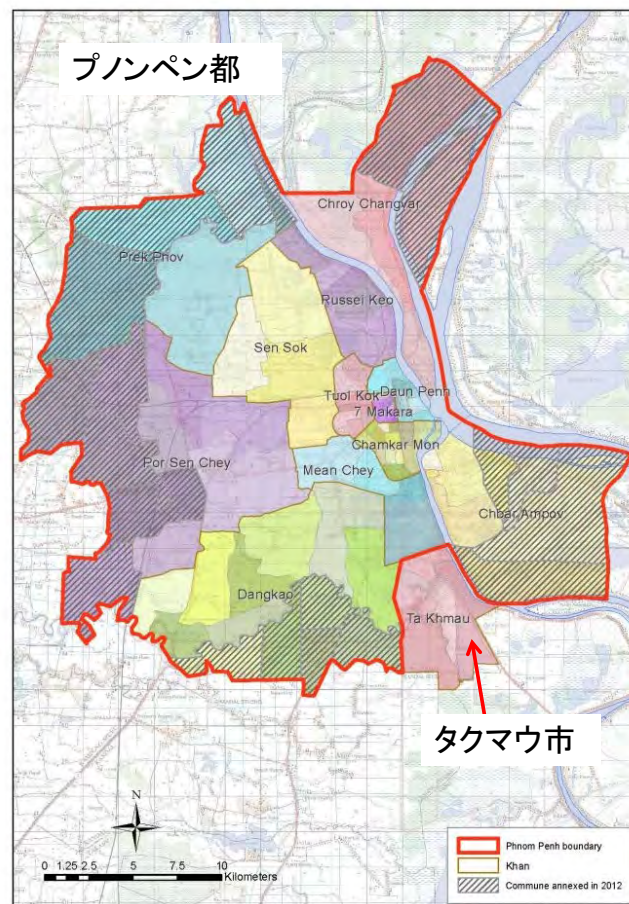 プノンペン都
Chroy Changvar
Prek Phov
Russei Keo
Sen Sok
Tuol Kok
Daun Penh
7 Makara
Chamkar Mon
Por Sen Chey
Mean Chey
Chbar Ampov
Dangkao
Ta Khmau
タクマウ市
N
0 1.25 2.5 5 7.5 10
Kilometers
Phnom Penh boundary
Khan
Commune annexed in 2012